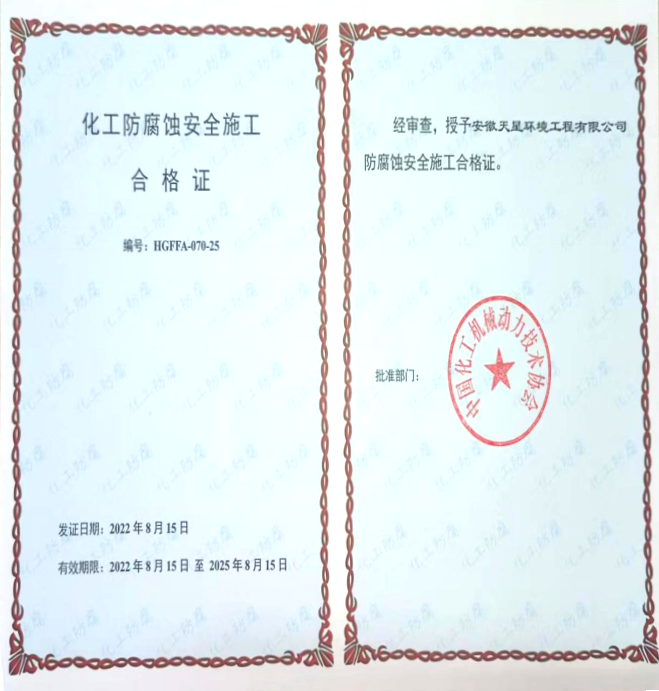 化工防腐蚀安全施工
合格证
编号：HGFFA-070-25
发证日期：2022年8月15日
有效期限：2022年8月15日 至 2025年8月15日
经审查，授予安徽天星环境工程有限公司
防腐蚀安全施工合格证。
批准部门：
中国化工机械动力技术协会